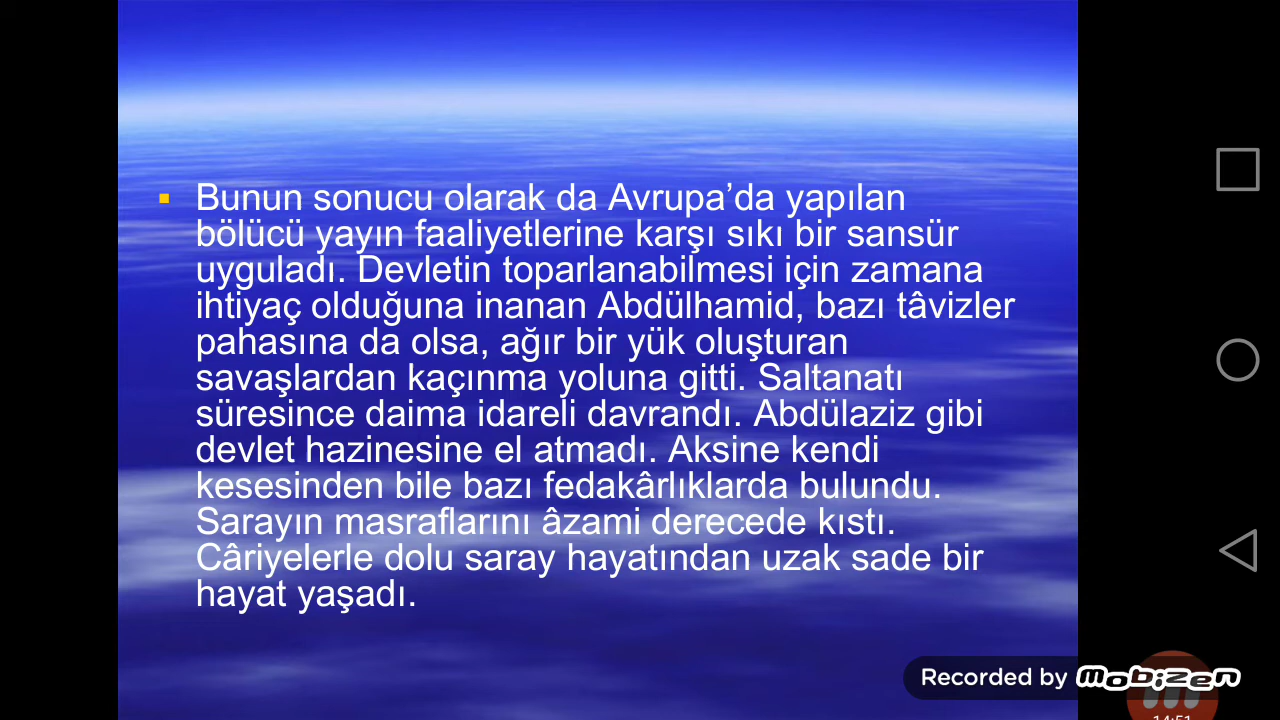 Bunun sonucu olarak da Avrupa’da yapılan
bölücü yayın faaliyetlerine karşı sıkı bir sansür
uyguladı. Devletin toparlanabilmesi için zamana
ihtiyaç olduğuna inanan Abdülhamid, bazı tâvizler
pahasına da olsa, ağır bir yük oluşturan
savaşlardan kaçınma yoluna gitti. Saltanatı
süresince daima idareli davrandı. Abdülaziz gibi
devlet hazinesine el atmadı. Aksine kendi
kesesinden bile bazı fedakârlıklarda bulundu.
Sarayın masraflarını âzami derecede kıstı.
Câriyelerle dolu saray hayatından uzak sade bir
hayat yaşadı.
Recorded by mobizen
14:51